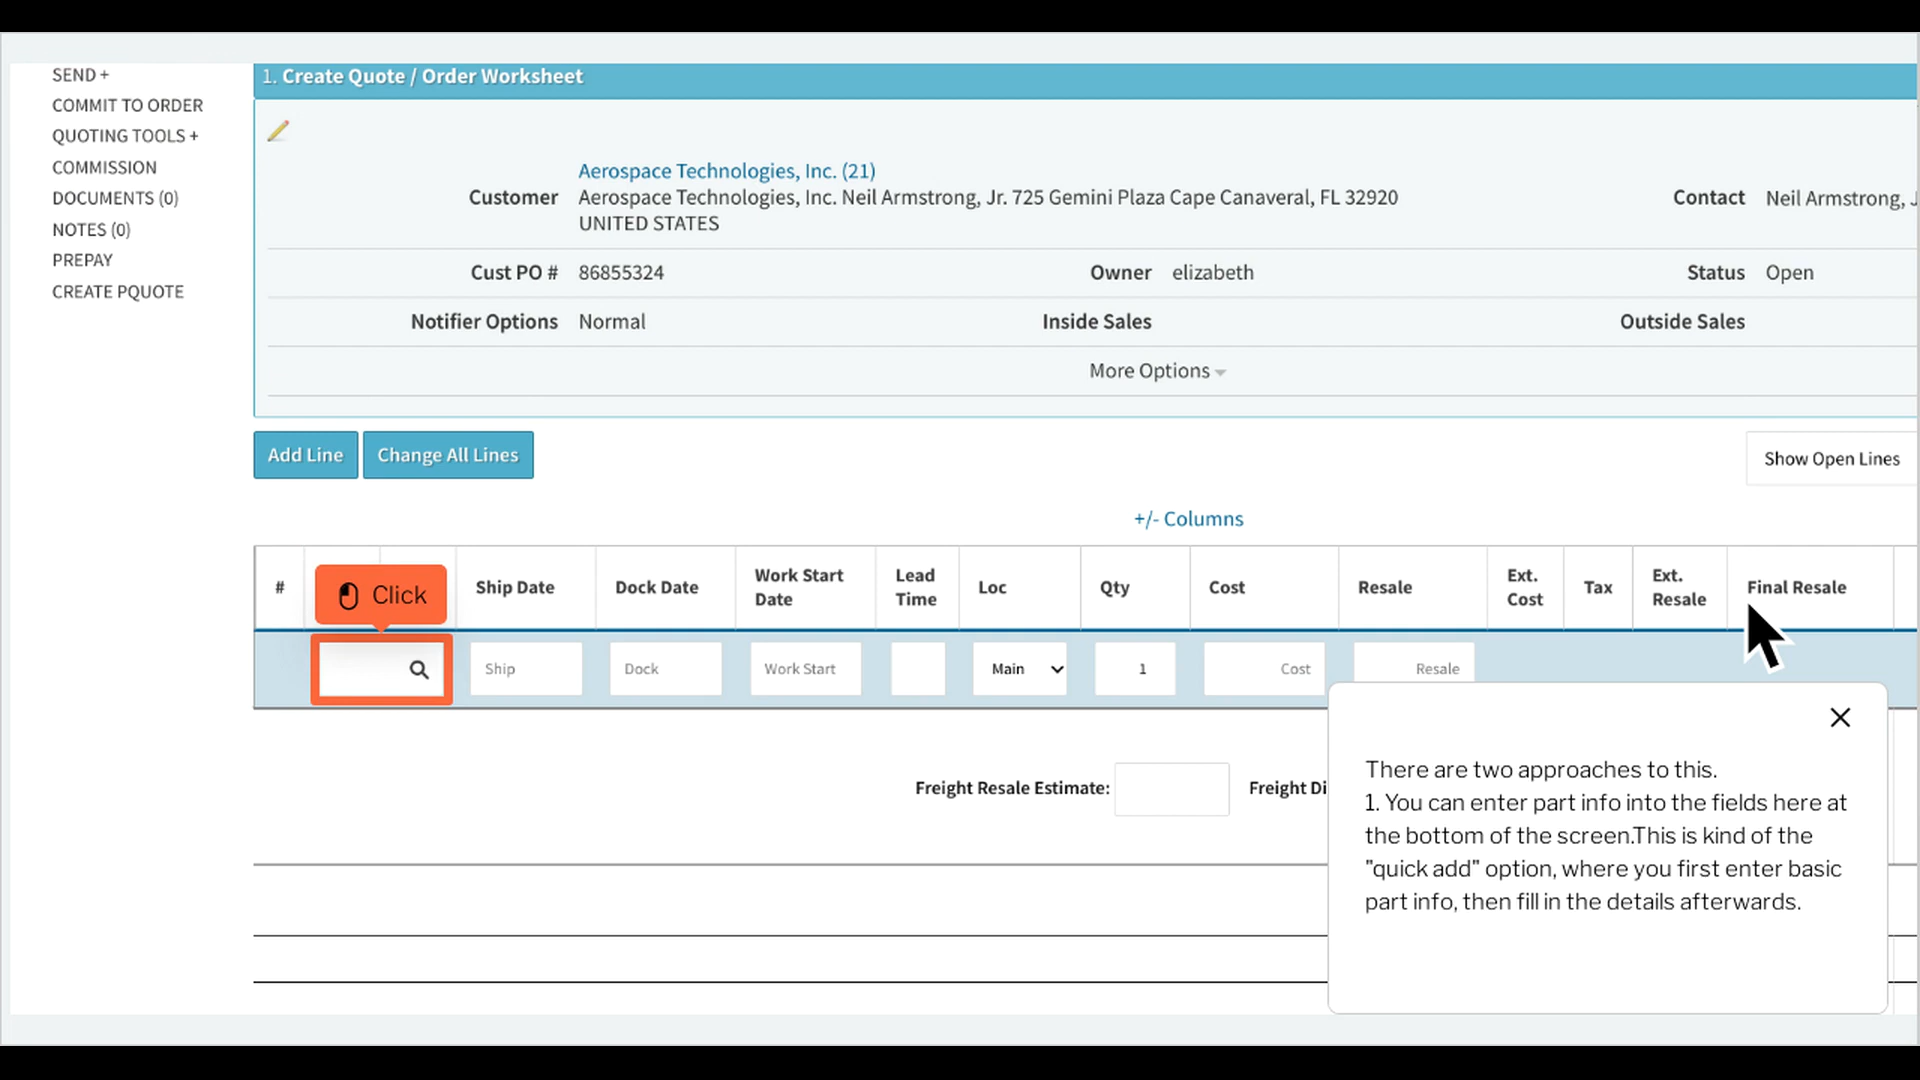 SEND +
COMMIT TO ORDER
QUOTING TOOLS +
COMMISSION
DOCUMENTS (0)
NOTES (0)
PREPAY
CREATE PQUOTE
1. Create Quote / Order Worksheet
Customer
Aerospace Technologies, Inc. (21)
Aerospace Technologies, Inc. Neil Armstrong, Jr. 725 Gemini Plaza Cape Canaveral, FL 32920
UNITED STATES
Contact Neil Armstrong, J
Cust PO # 86855324 Owner elizabeth Status Open
Notifier Options Normal Inside Sales Outside Sales
More Options
Add Line Change All Lines Show Open Lines
+/- Columns
# Ship Date Dock Date Work Start Date Lead Time Loc Qty Cost Resale Ext. Cost Tax Ext. Resale Final Resale
Click
Ship Dock Work Start Main 1 Cost Resale
Freight Resale Estimate: Freight Di
There are two approaches to this.
1. You can enter part info into the fields here at
the bottom of the screen.This is kind of the
"quick add" option, where you first enter basic
part info, then fill in the details afterwards.